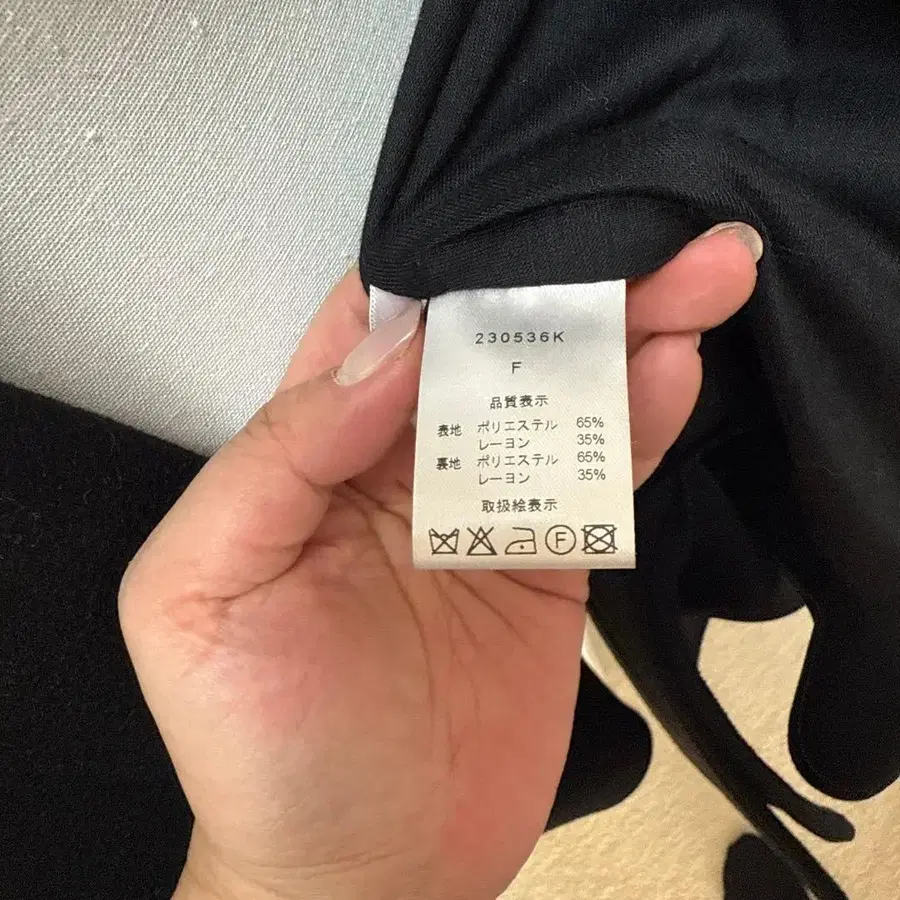 230536K
F
品質表示
表地 ポリエステル 65%
レーヨン 35%
裏地 ポリエステル 65%
レーヨン 35%
取扱絵表示
F